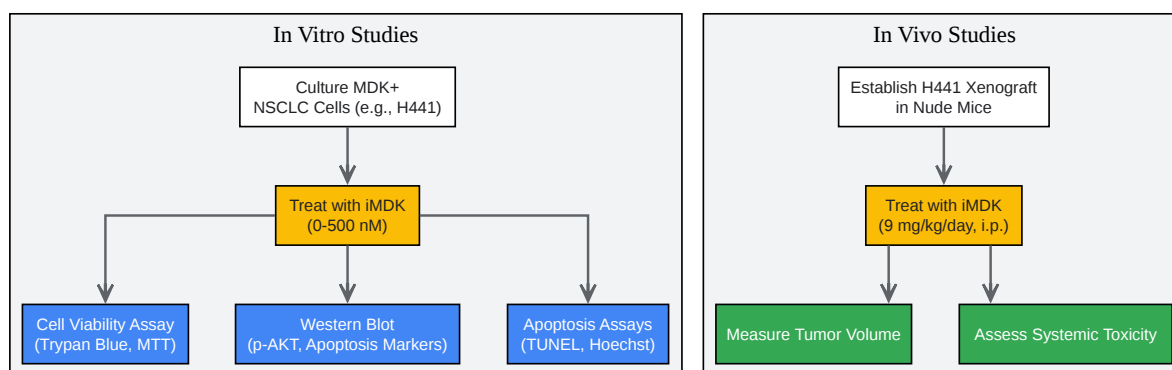 In Vitro Studies
Culture MDK+
NSCLC Cells (e.g., H441)
Treat with iMDK
(0-500 nM)
Cell Viability Assay
(Trypan Blue, MTT)
Western Blot
(p-AKT, Apoptosis Markers)
Apoptosis Assays
(TUNEL, Hoechst)
In Vivo Studies
Establish H441 Xenograft
in Nude Mice
Treat with iMDK
(9 mg/kg/day, i.p.)
Measure Tumor Volume
Assess Systemic Toxicity